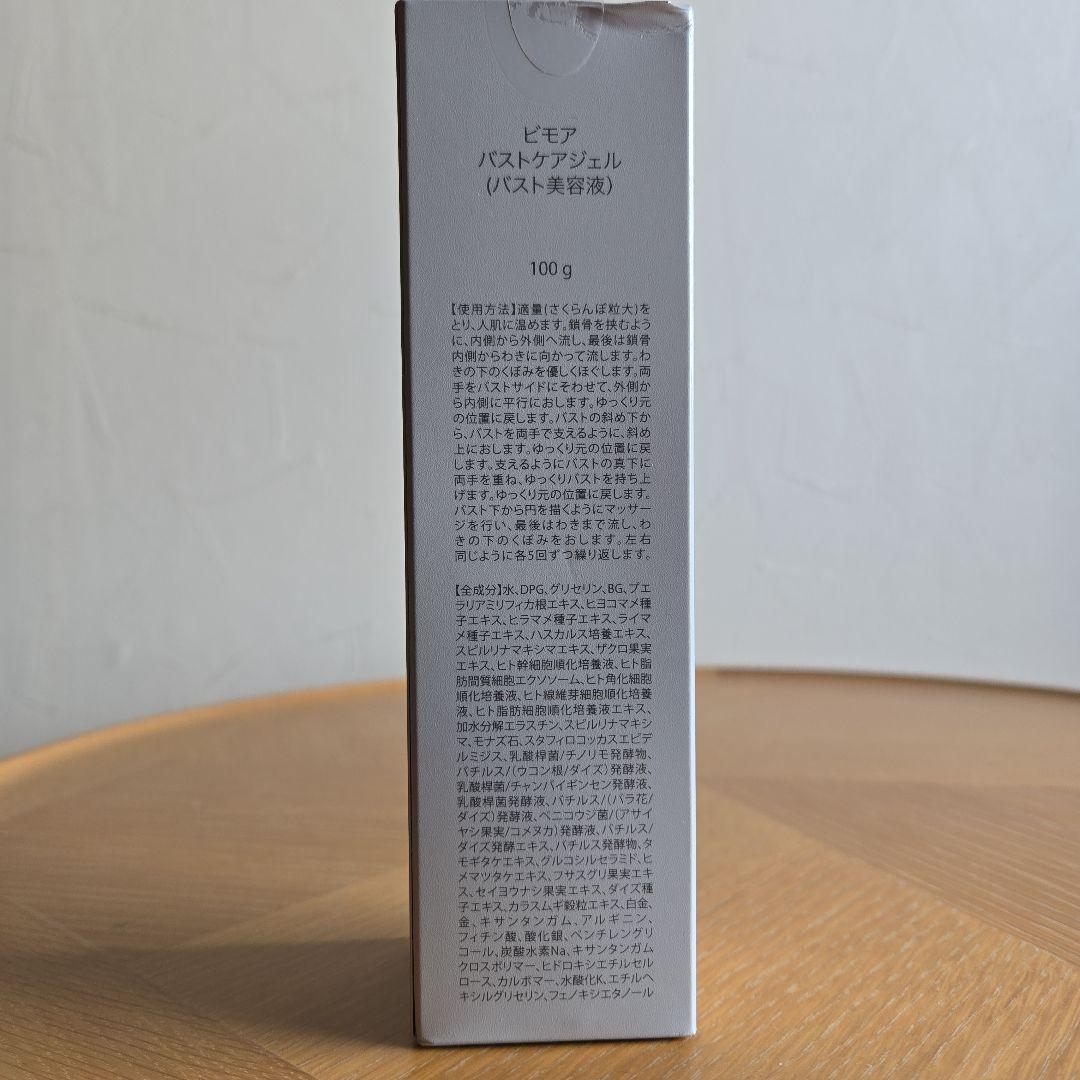 ビモア
バストケアジェル
(バスト美容液)
100 g
【使用方法】適量(さくらんぼ粒大)を
とり、人肌に温めます。鎖骨を挟むよう
に、内側から外側へ流し、最後は鎖骨
内側からわきに向かって流します。わ
きの下のくぼみを優しくほぐします。両
手をバストサイドにそわせて、外側か
ら内側に平行におします。ゆっくり元
の位置に戻します。バストの斜め下か
ら、バストを両手で支えるように、斜め
上におします。ゆっくり元の位置に戻
します。支えるようにバストの真下に
両手を重ね、ゆっくりバストを持ち上
げます。ゆっくり元の位置に戻します。
バスト下から円を描くようにマッサー
ジを行い、最後はわきまで流し、わ
きの下のくぼみをおします。左右
同じように各5回ずつ繰り返します。
【全成分】水、DPG、グリセリン、BG、プエ
ラリアミリフィカ根エキス、ヒヨコマメ種
子エキス、ヒラマメ種子エキス、ライマ
メ種子エキス、ハスカルス培養エキス、
スピルリナマキシマエキス、ザクロ果実
エキス、ヒト幹細胞順化培養液、ヒト脂
肪間質細胞エクソソーム、ヒト角化細胞
順化培養液、ヒト線維芽細胞順化培養
液、ヒト脂肪細胞順化培養液エキス、
加水分解エラスチン、スピルリナマキシ
マ、モナズ石、スタフィロコッカスエピデ
ルミジス、乳酸桿菌/チノリモ発酵物、
バチルス/(ウコン根/ダイズ)発酵液、
乳酸桿菌/チャンパイギンセン発酵液、
乳酸桿菌発酵液、バチルス/(バラ花/
ダイズ)発酵液、ベニコウジ菌/(アサイ
ヤシ果実/コメヌカ)発酵液、バチルス/
ダイズ発酵エキス、バチルス発酵物、タ
モギタケエキス、グルコシルセラミド、ヒ
メマツタケエキス、フサスグリ果実エキ
ス、セイヨウナシ果実エキス、ダイズ種
子エキス、カラスムギ穀粒エキス、白金、
金、キサンタンガム、アルギニン、
フィチン酸、酸化銀、ペンチレングリ
コール、炭酸水素Na、キサンタンガム
クロスポリマー、ヒドロキシエチルセル
ロース、カルボマー、水酸化K、エチルヘ
キシルグリセリン、フェノキシエタノール